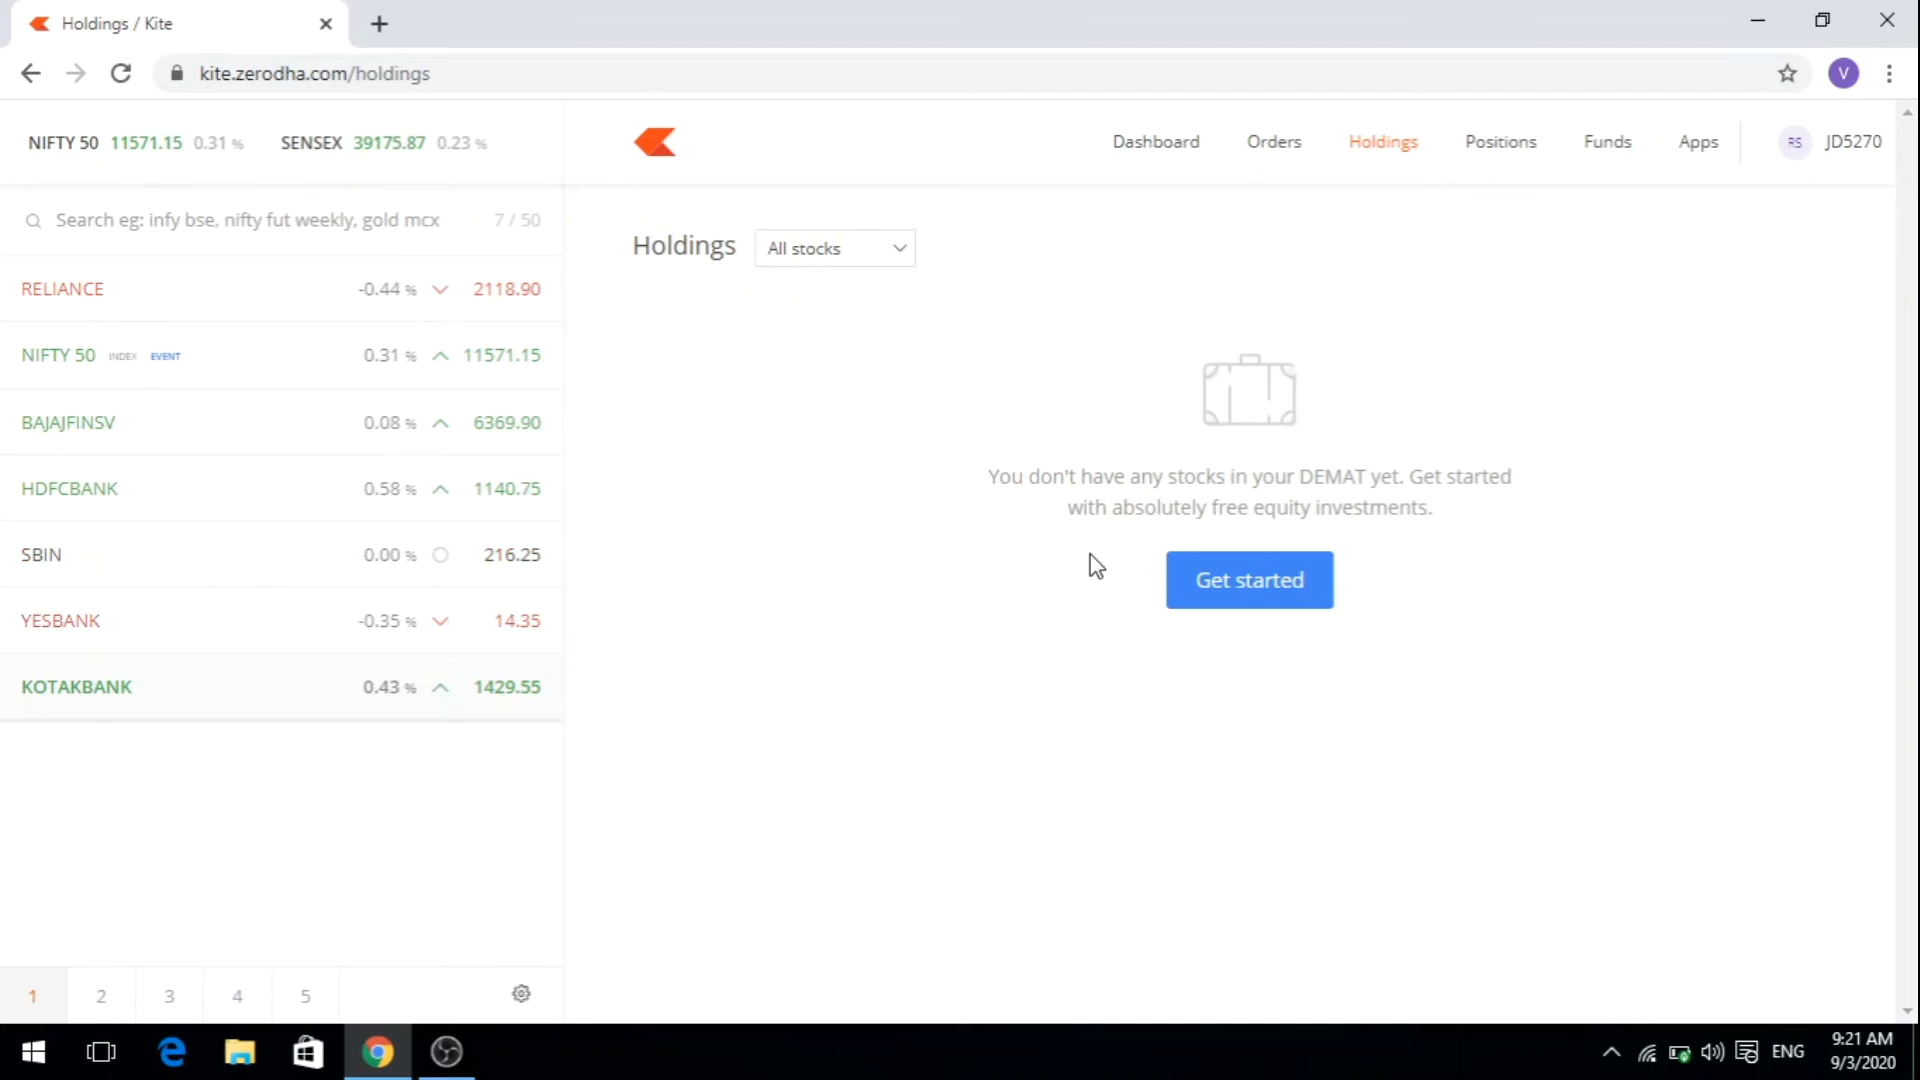 Holdings / Kite
kite.zerodha.com/holdings
V
NIFTY 50 11571.15 0.31 % SENSEX 39175.87 0.23 %
Dashboard Orders Holdings Positions Funds Apps RS JD5270
Search eg: infy bse, nifty fut weekly, gold mcx 7 / 50
Holdings All stocks
RELIANCE -0.44 % 2118.90
NIFTY 50 INDEX EVENT 0.31 % 11571.15
BAJAJFINSV 0.08 % 6369.90
HDFCBANK 0.58 % 1140.75
SBIN 0.00 % 216.25
YESBANK -0.35 % 14.35
KOTAKBANK 0.43 % 1429.55
You don't have any stocks in your DEMAT yet. Get started
with absolutely free equity investments.
Get started
1 2 3 4 5
ENG
9:21 AM
9/3/2020